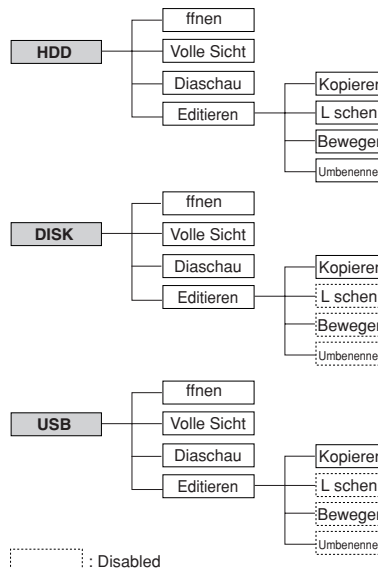 ffnen
HDD
Volle Sicht
Diaschau
Kopieren
Editieren
L schen
Bewegen
Umbenenne
ffnen
DISK
Volle Sicht
Diaschau
Kopieren
Editieren
L schen
Bewegen
Umbenenne
ffnen
USB
Volle Sicht
Diaschau
Kopieren
Editieren
L schen
Bewegen
Umbenenne
: Disabled